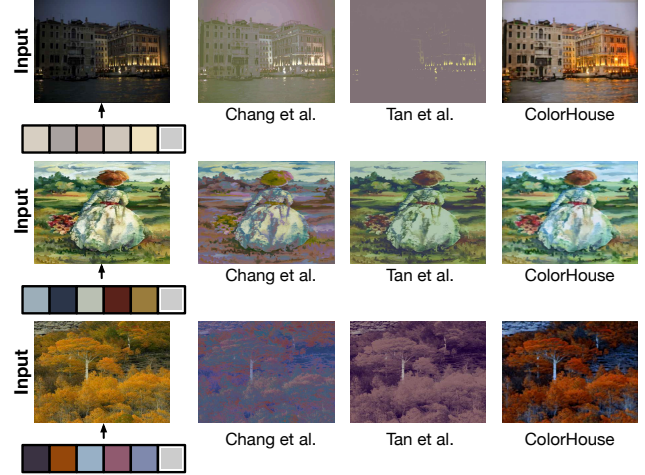 Input
Chang et al.
Tan et al.
ColorHouse
Input
Chang et al.
Tan et al.
ColorHouse
Input
Chang et al.
Tan et al.
ColorHouse